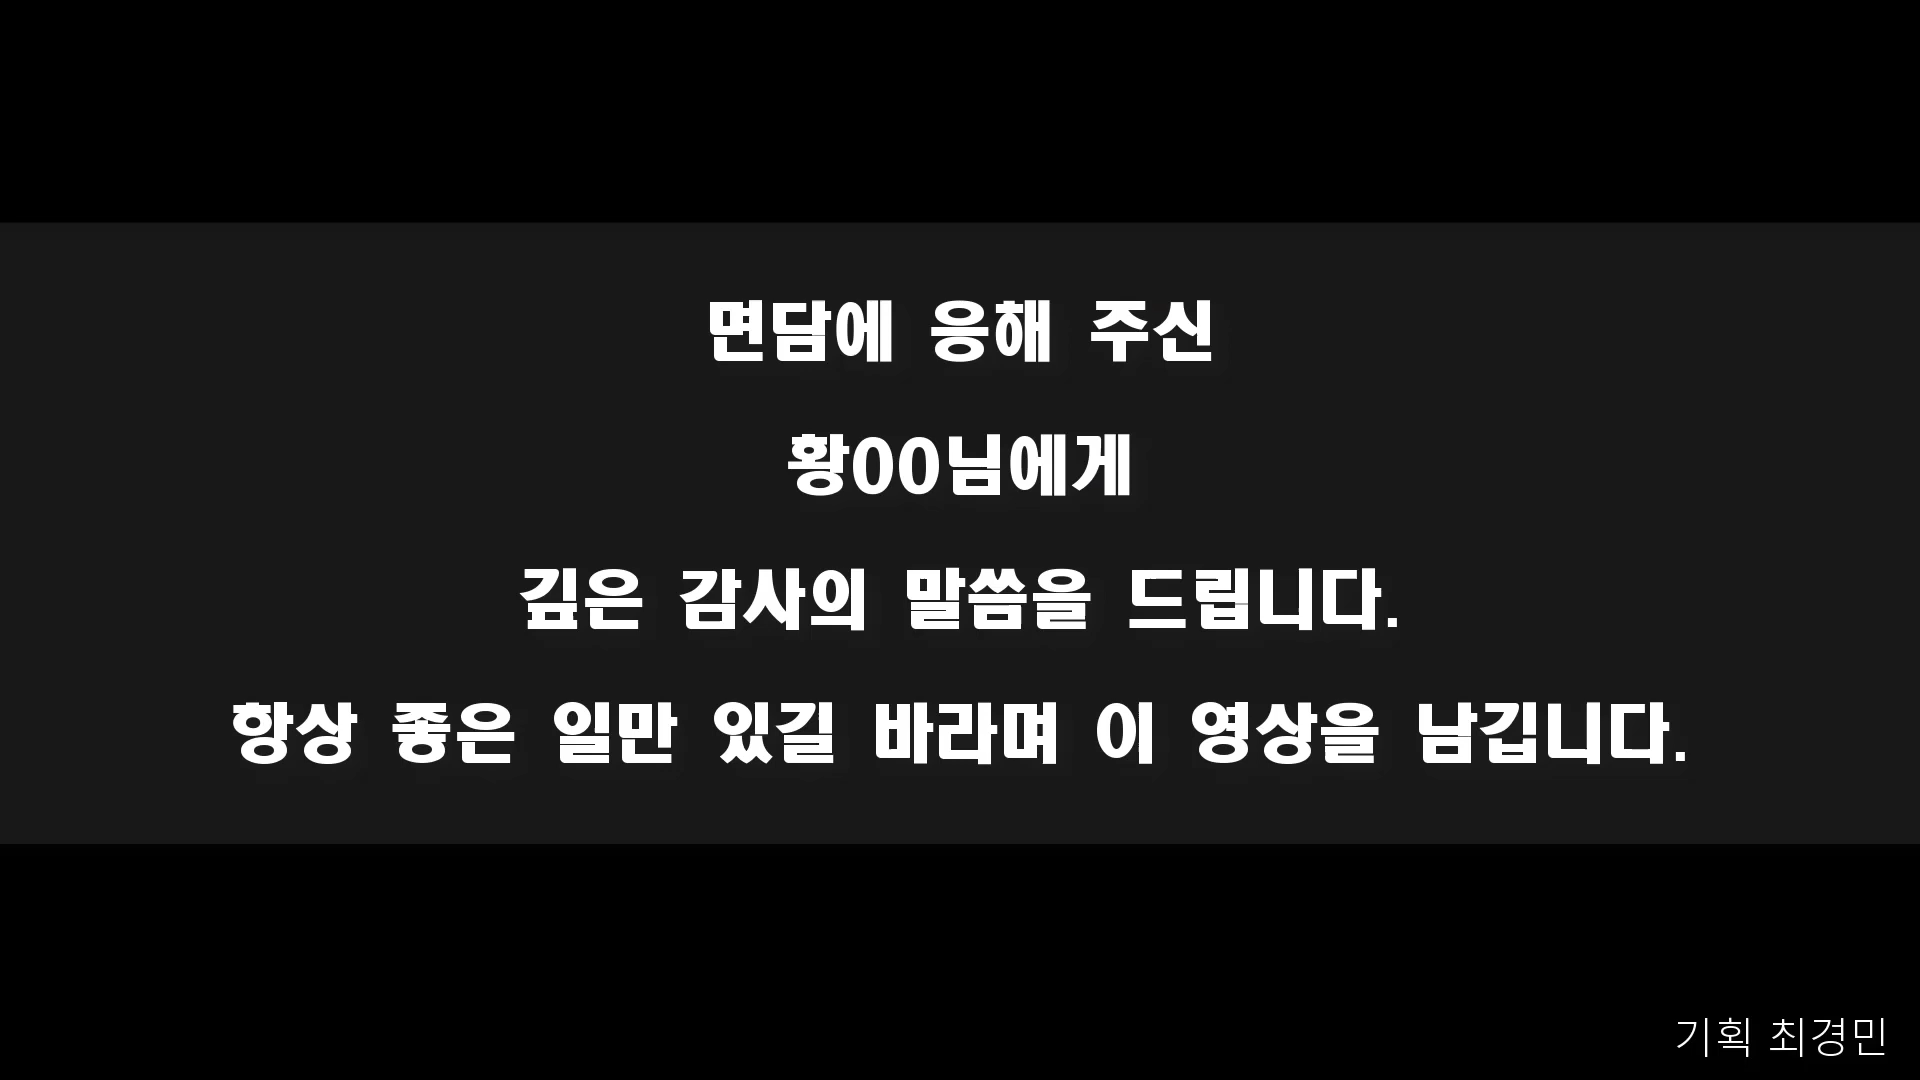 면담에 응해 주신
황00님에게
깊은 감사의 말씀을 드립니다.
항상 좋은 일만 있길 바라며 이 영상을 남깁니다.
기획 최경민